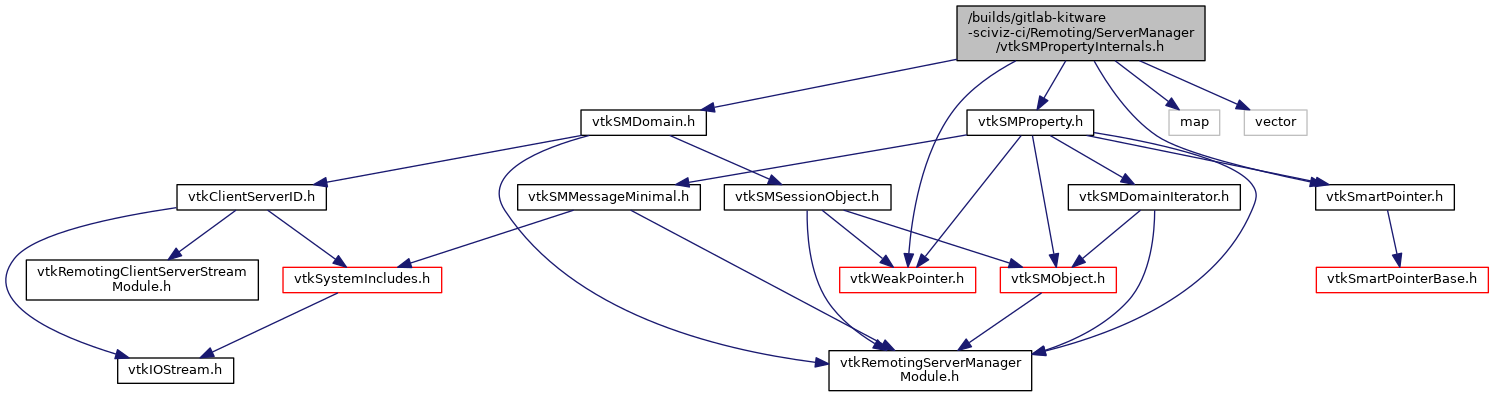 /builds/gitlab-kitware
-sciviz-ci/Remoting/ServerManager
/vtkSMPropertyInternals.h
vtkSMDomain.h
vtkSMProperty.h
map
vector
vtkClientServerID.h
vtkSMMessageMinimal.h
vtkSMSessionObject.h
vtkSMDomainIterator.h
vtkSmartPointer.h
vtkRemotingClientServerStream
Module.h
vtkSystemIncludes.h
vtkWeakPointer.h
vtkSMObject.h
vtkSmartPointerBase.h
vtkIOStream.h
vtkRemotingServerManager
Module.h